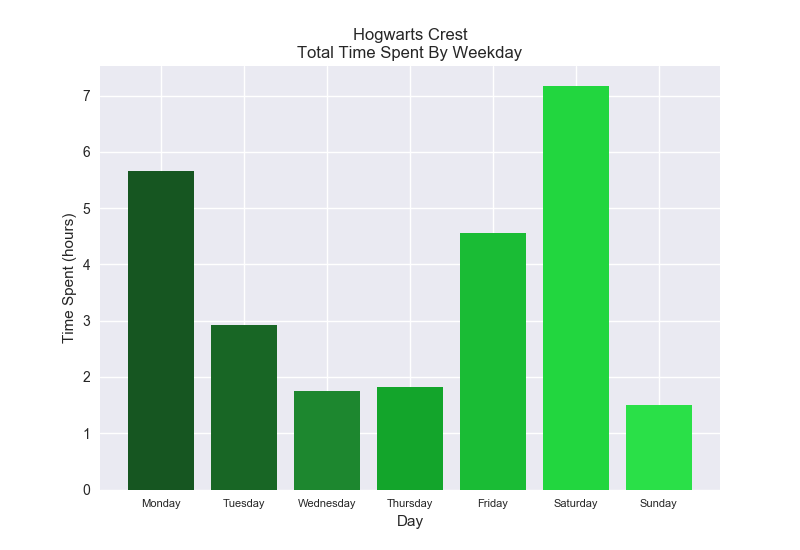 Hogwarts Crest
Total Time Spent By Weekday
Time Spent (hours)
7
6
5
4
3
2
1
0
Monday Tuesday Wednesday Thursday Friday Saturday Sunday
Day